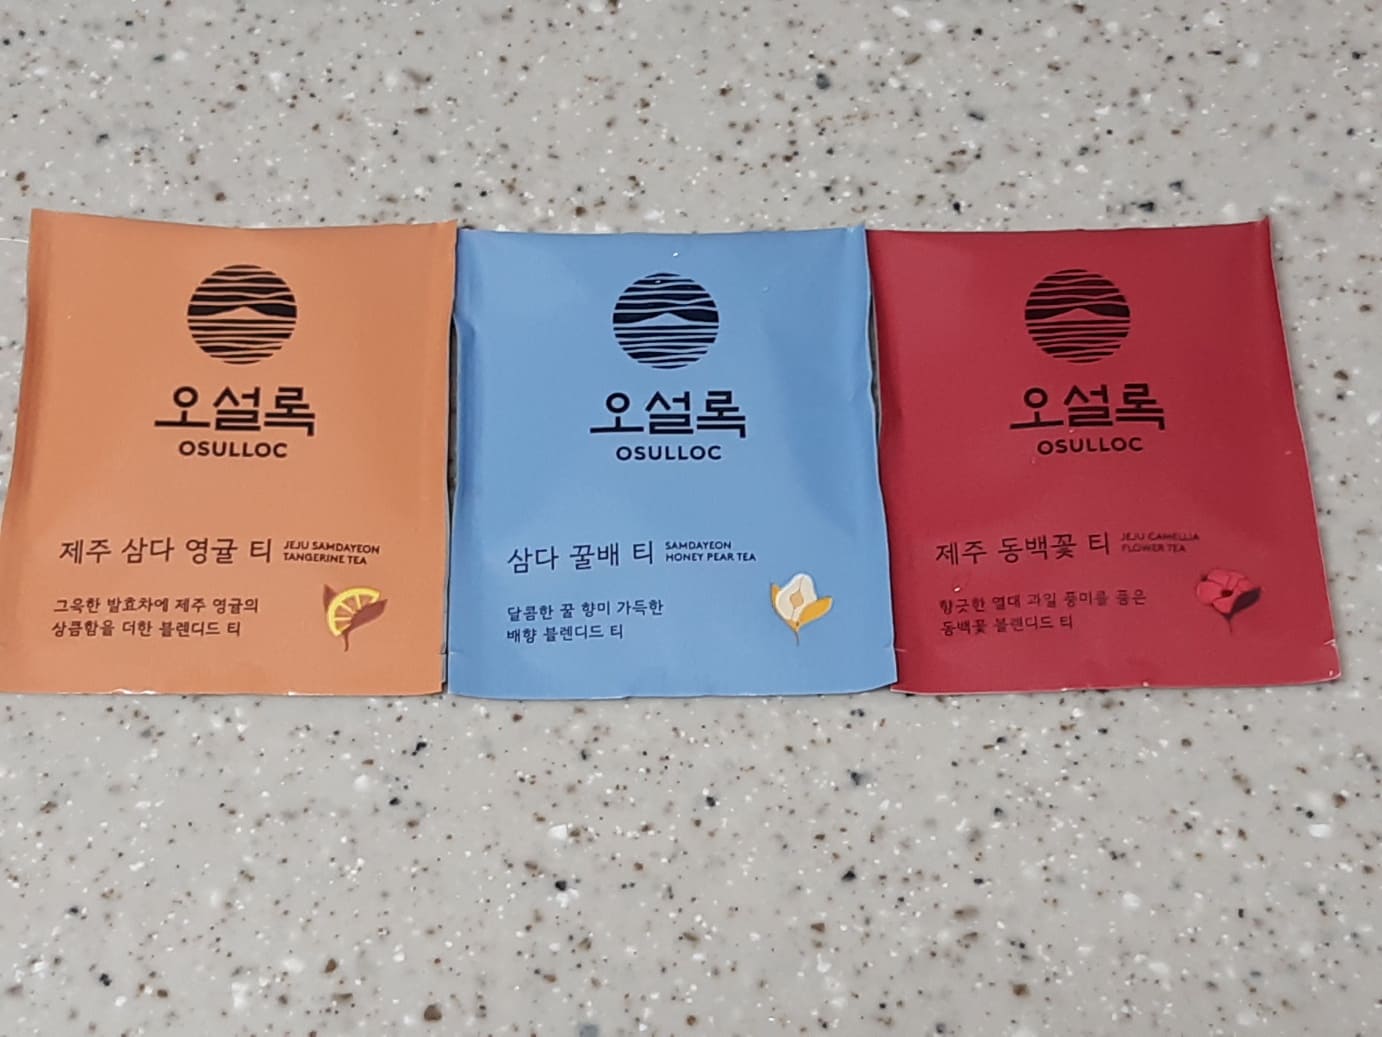 오설록
OSULLOC
제주 삼다 영귤 티
JEJU SAMDAYEON
TANGERINE TEA
그윽한 발효차에 제주 영귤의
상큼함을 더한 블렌디드 티
오설록
OSULLOC
삼다 꿀배 티
SAMDAYEON
HONEY PEAR TEA
달콤한 꿀 향미 가득한
배향 블렌디드 티
오설록
OSULLOC
제주 동백꽃 티
JEJU CAMELLIA
FLOWER TEA
향긋한 열대 과일 풍미를 품은
동백꽃 블렌디드 티